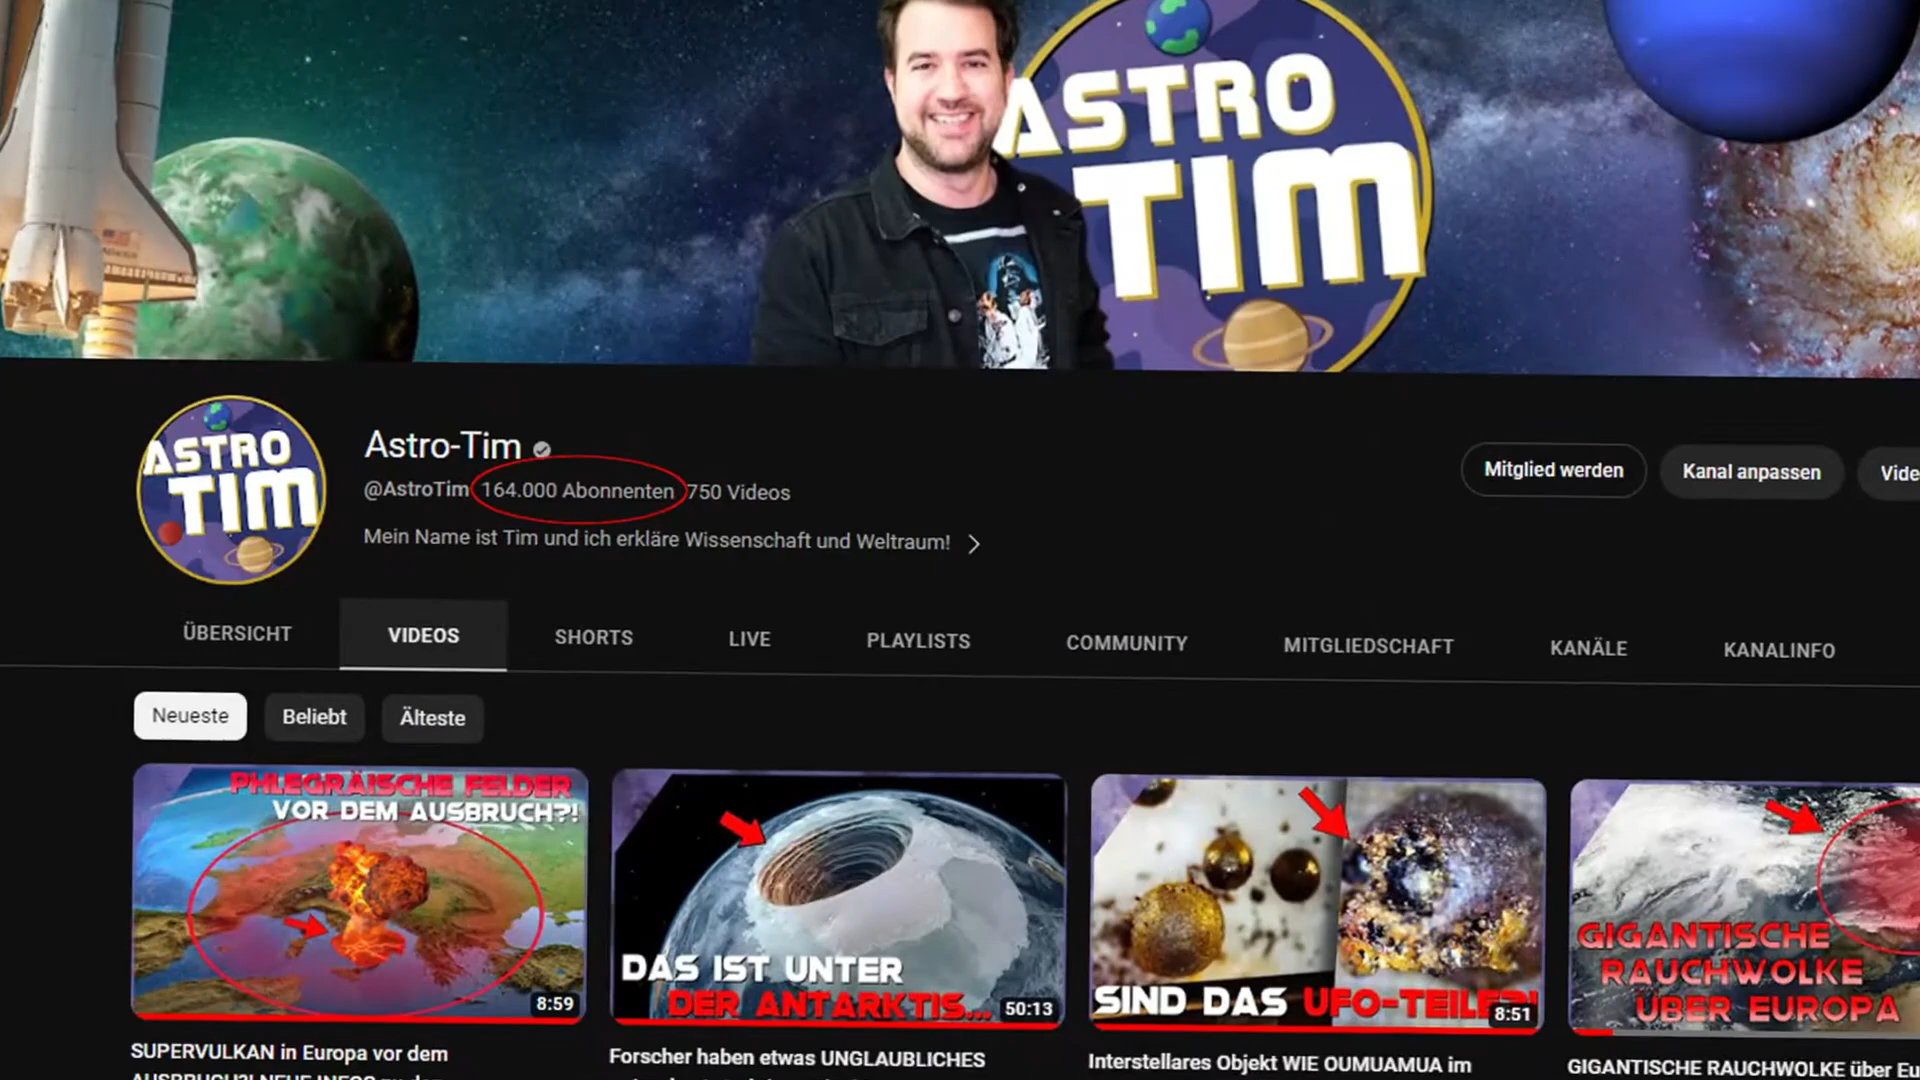 ASTRO
TIM
ASTRO
TIM
Astro-Tim
@AstroTim 164.000 Abonnenten 750 Videos
Mein Name ist Tim und ich erkläre Wissenschaft und Weltraum!
Mitglied werden
Kanal anpassen
ÜBERSICHT
VIDEOS
SHORTS
LIVE
PLAYLISTS
COMMUNITY
MITGLIEDSCHAFT
KANÄLE
KANALINFO
Neueste
Beliebt
Älteste
PHLEGRÄISCHE FELDER
VOR DEM AUSBRUCH?!
8:59
SUPERVULKAN in Europa vor dem
DAS IST UNTER
DER ANTARKTIS...
50:13
Forscher haben etwas UNGLAUBLICHES
SIND DAS UFO-TEILE?!
8:51
Interstellares Objekt WIE OUMUAMUA im
GIGANTISCHE
RAUCHWOLKE
ÜBER EUROPA
GIGANTISCHE RAUCHWOLKE über Eu